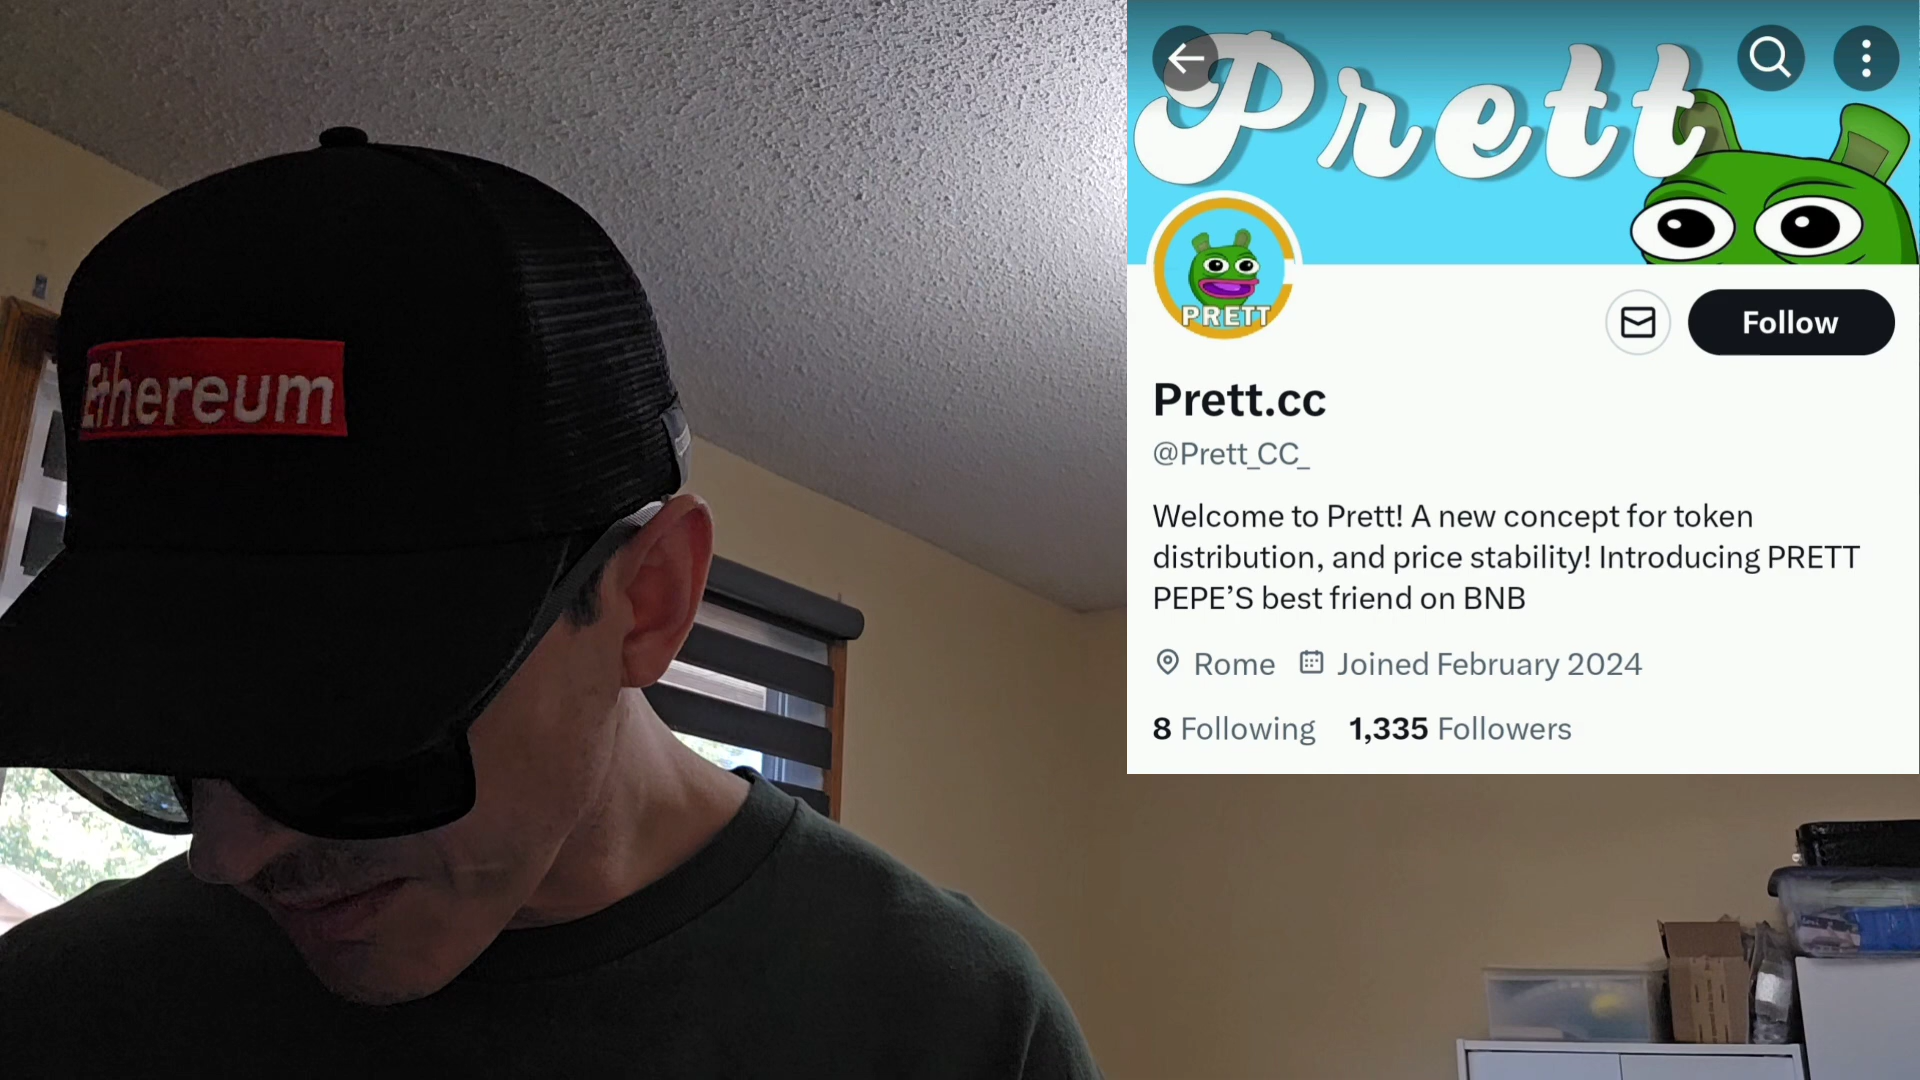 Ethereum
Prett
PRETT
Follow
Prett.cc
@Prett_CC_
Welcome to Prett! A new concept for token
distribution, and price stability! Introducing PRETT
PEPE’S best friend on BNB
Rome Joined February 2024
8 Following 1,335 Followers